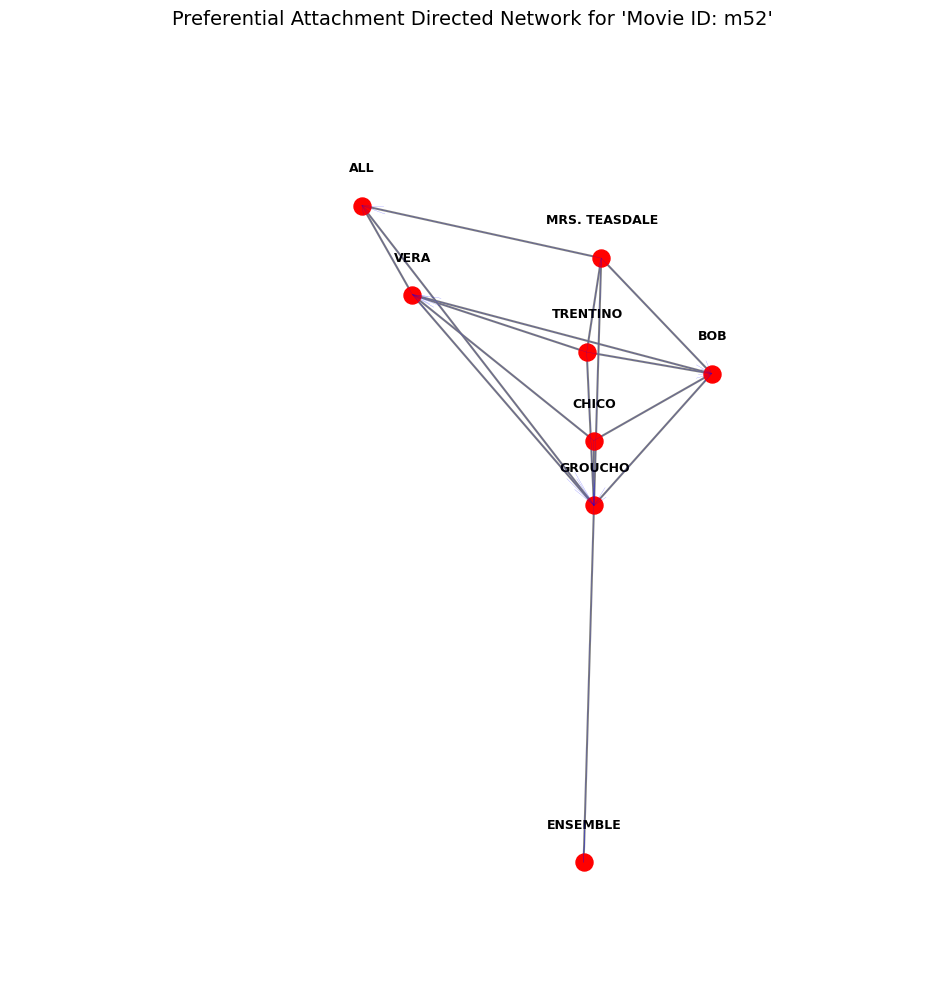 Preferential Attachment Directed Network for 'Movie ID: m52'
ALL
MRS. TEASDALE
VERA
TRENTINO
BOB
CHICO
GROUCHO
ENSEMBLE